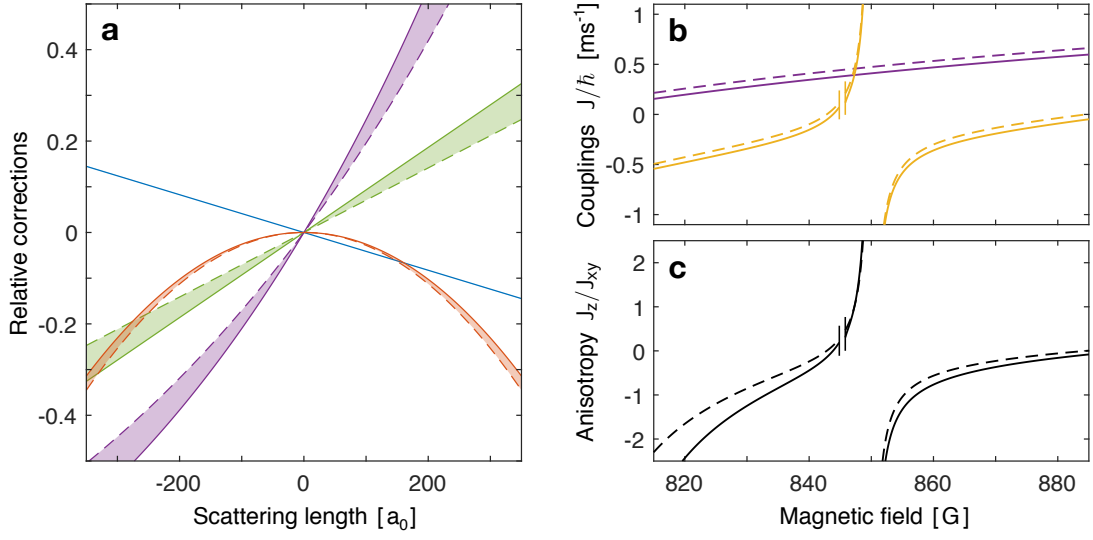 a
Relative corrections
0.4
0.2
0
-0.2
-0.4
-200
0
200
Scattering length [a₀]
b
Couplings J/ħ [ms⁻¹]
1
0.5
0
-0.5
-1
c
Anisotropy J_z/J_xy
2
1
0
-1
-2
820
840
860
880
Magnetic field [G]